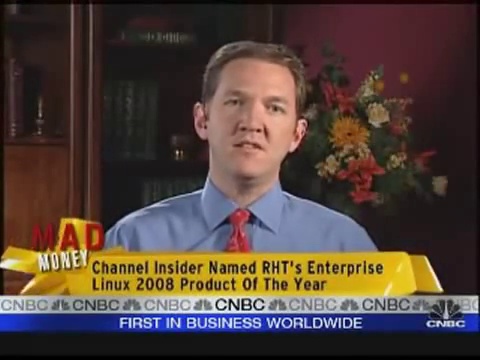 MAD
MONEY
Channel Insider Named RHT's Enterprise
Linux 2008 Product Of The Year
CNBC CNBC CNBC CNBC CNBC CNBC CNBC
FIRST IN BUSINESS WORLDWIDE
CNBC